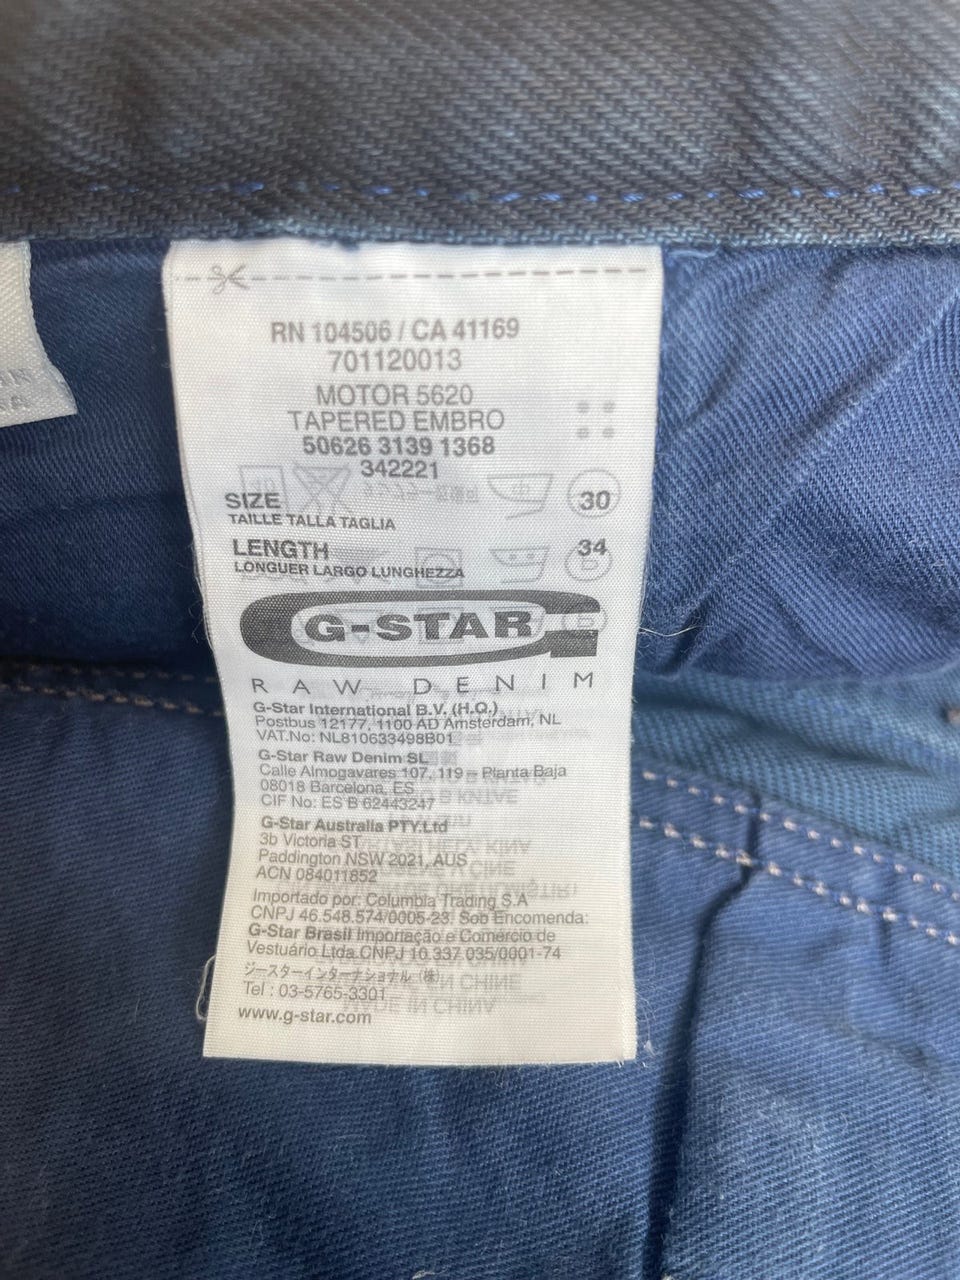 RN 104506 / CA 41169
701120013
MOTOR 5620
TAPERED EMBRO
50626 3139 1368
342221
SIZE 30
TAILLE TALLA TAGLIA
LENGTH 34
LONGUER LARGO LUNGHEZZA
G-STAR
RAW DENIM
G-Star International B.V. (H.Q.)
Postbus 12177, 1100 AD Amsterdam, NL
VAT.No: NL810633498B01
G-Star Raw Denim SL
Calle Almogavares 107, 119 – Planta Baja
08018 Barcelona, ES
CIF No: ES B 62443247
G-Star Australia PTY.Ltd
3b Victoria ST
Paddington NSW 2021, AUS
ACN 084011852
Importado por: Columbia Trading S.A
CNPJ 46.548.574/0005-23. Sob Encomenda:
G-Star Brasil Importação e Comércio de
Vestuário Ltda CNPJ 10.337.035/0001-74
ジースターインターナショナル (株)
Tel : 03-5765-3301
www.g-star.com